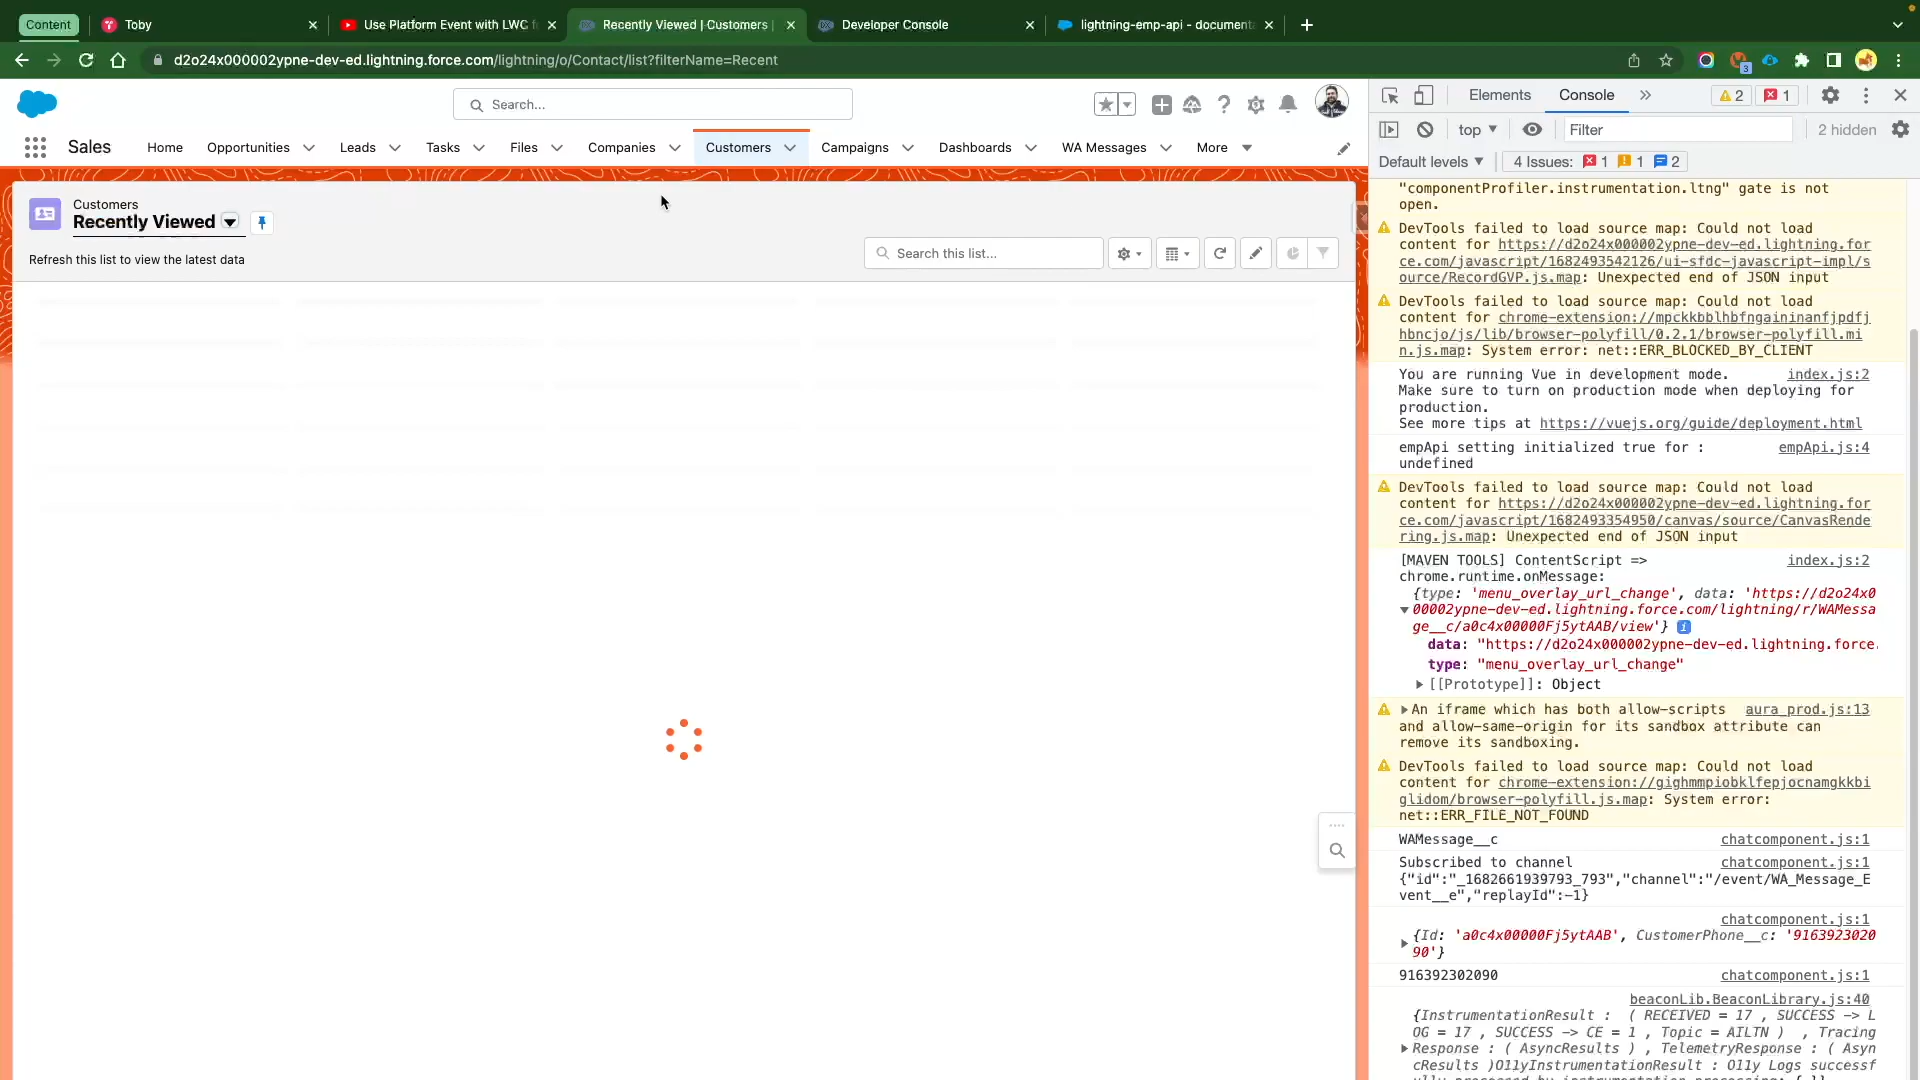 Content
Toby
Use Platform Event with LWC f
Recently Viewed | Customers |
Developer Console
lightning-emp-api - documenta
d2o24x000002ypne-dev-ed.lightning.force.com/lightning/o/Contact/list?filterName=Recent
3
Search...
Sales
Home
Opportunities
Leads
Tasks
Files
Companies
Customers
Campaigns
Dashboards
WA Messages
More
Customers
Recently Viewed
Refresh this list to view the latest data
Search this list...
Elements
Console
2
1
top
Filter
2 hidden
Default levels
4 Issues:
1
1
2
"componentProfiler.instrumentation.ltng" gate is not
open.
DevTools failed to load source map: Could not load
content for https://d2o24x000002ypne-dev-ed.lightning.for
ce.com/javascript/1682493542126/ui-sfdc-javascript-impl/s
ource/RecordGVP.js.map: Unexpected end of JSON input
DevTools failed to load source map: Could not load
content for chrome-extension://mpckkbblhbfngaininanfjpdfj
hbncjo/js/lib/browser-polyfill/0.2.1/browser-polyfill.mi
n.js.map: System error: net::ERR_BLOCKED_BY_CLIENT
You are running Vue in development mode. index.js:2
Make sure to turn on production mode when deploying for
production.
See more tips at https://vuejs.org/guide/deployment.html
empApi setting initialized true for : empApi.js:4
undefined
DevTools failed to load source map: Could not load
content for https://d2o24x000002ypne-dev-ed.lightning.for
ce.com/javascript/1682493354950/canvas/source/CanvasRende
ring.js.map: Unexpected end of JSON input
[MAVEN TOOLS] ContentScript => index.js:2
chrome.runtime.onMessage:
{type: 'menu_overlay_url_change', data: 'https://d2o24x0
00002ypne-dev-ed.lightning.force.com/lightning/r/WAMessa
ge__c/a0c4x00000Fj5ytAAB/view'}
data: "https://d2o24x000002ypne-dev-ed.lightning.force.
type: "menu_overlay_url_change"
[[Prototype]]: Object
An iframe which has both allow-scripts aura_prod.js:13
and allow-same-origin for its sandbox attribute can
remove its sandboxing.
DevTools failed to load source map: Could not load
content for chrome-extension://gighmmpiobklfepjocnamgkkbi
glidom/browser-polyfill.js.map: System error:
net::ERR_FILE_NOT_FOUND
WAMessage__c chatcomponent.js:1
Subscribed to channel chatcomponent.js:1
{"id":"_1682661939793_793","channel":"/event/WA_Message_E
vent__e","replayId":-1}
chatcomponent.js:1
{Id: 'a0c4x00000Fj5ytAAB', CustomerPhone__c: '9163923020
90'}
916392302090 chatcomponent.js:1
beaconLib.BeaconLibrary.js:40
{InstrumentationResult : ( RECEIVED = 17 , SUCCESS -> L
OG = 17 , SUCCESS -> CE = 1 , Topic = AILTN ) , Tracing
Response : ( AsyncResults ) , TelemetryResponse : ( Asyn
cResults )O11yInstrumentationResult : O11y Logs successf